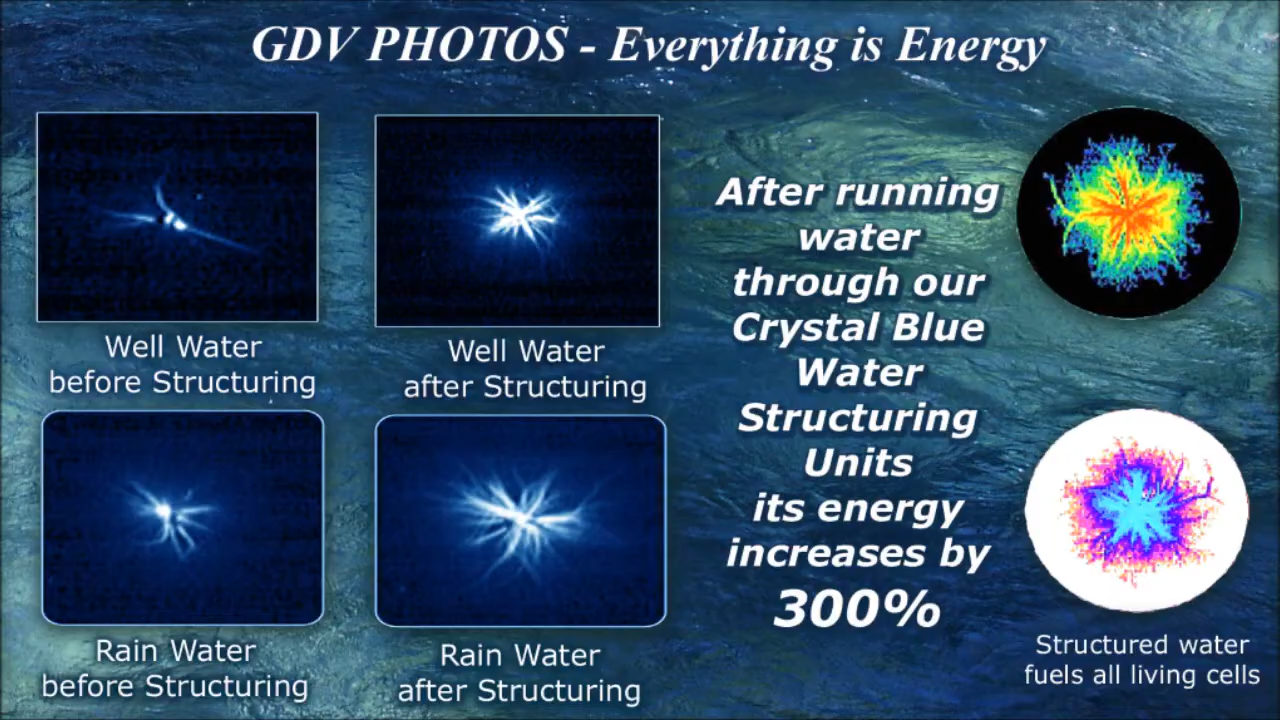 GDV PHOTOS - Everything is Energy
Well Water
before Structuring
Well Water
after Structuring
Rain Water
before Structuring
Rain Water
after Structuring
After running
water
through our
Crystal Blue
Water
Structuring
Units
its energy
increases by
300%
Structured water
fuels all living cells